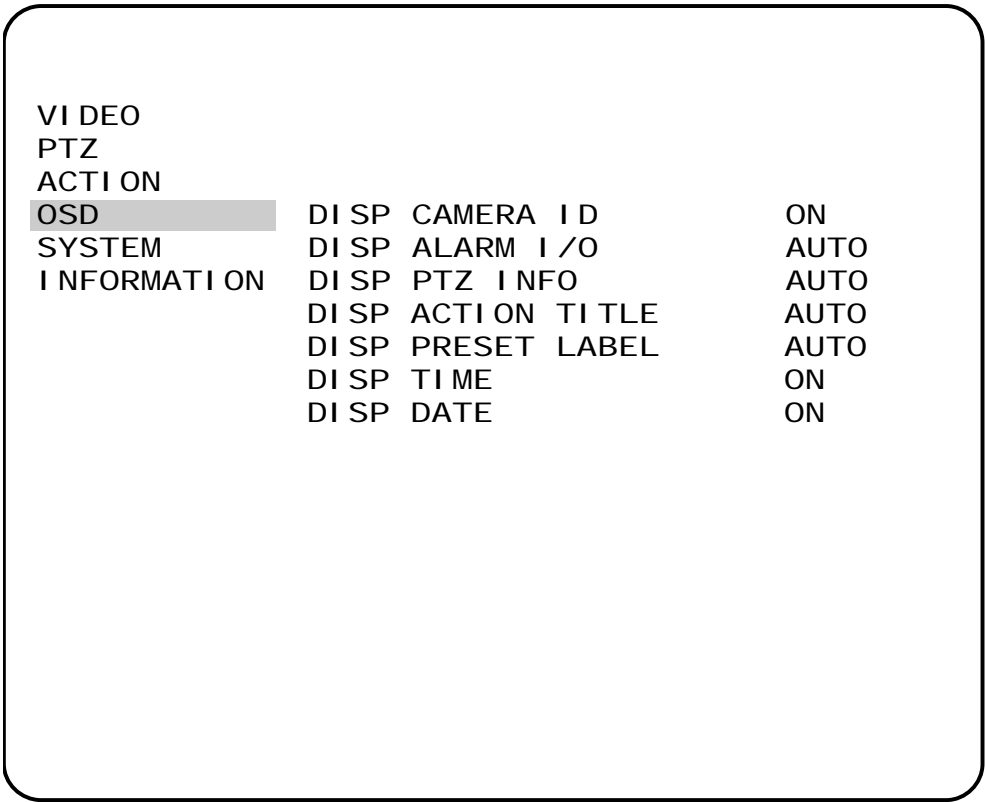 VIDEO
PTZ
ACTION
OSD DISP CAMERA ID ON
SYSTEM DISP ALARM I/O AUTO
INFORMATION DISP PTZ INFO AUTO
DISP ACTION TITLE AUTO
DISP PRESET LABEL AUTO
DISP TIME ON
DISP DATE ON